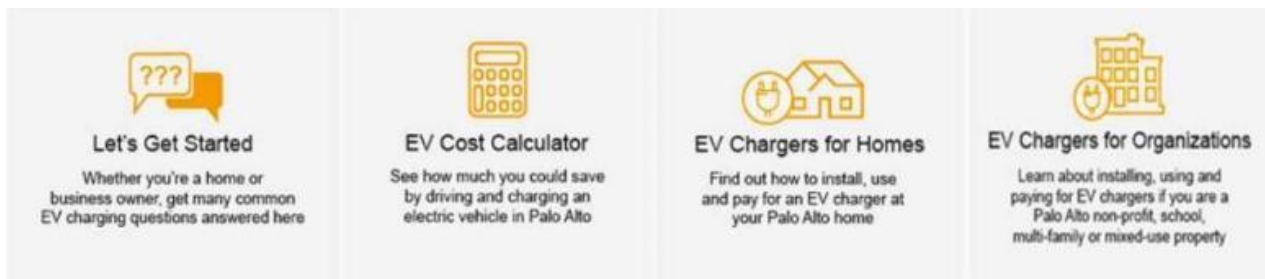 ???
Let's Get Started
Whether you're a home or
business owner, get many common
EV charging questions answered here
EV Cost Calculator
See how much you could save
by driving and charging an
electric vehicle in Palo Alto
EV Chargers for Homes
Find out how to install, use
and pay for an EV charger at
your Palo Alto home
EV Chargers for Organizations
Learn about installing, using and
paying for EV chargers if you are a
Palo Alto non-profit, school,
multi-family or mixed-use property